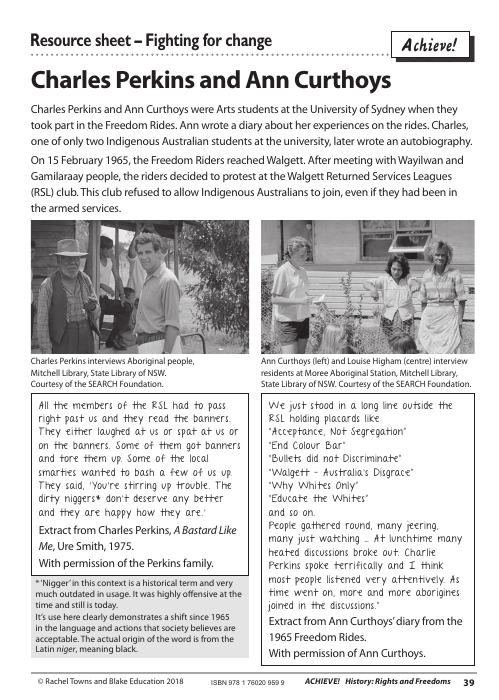 Resource sheet – Fighting for change
Achieve!
Charles Perkins and Ann Curthoys
Charles Perkins and Ann Curthoys were Arts students at the University of Sydney when they
took part in the Freedom Rides. Ann wrote a diary about her experiences on the rides. Charles,
one of only two Indigenous Australian students at the university, later wrote an autobiography.
On 15 February 1965, the Freedom Riders reached Walgett. After meeting with Wayilwan and
Gamilaraay people, the riders decided to protest at the Walgett Returned Services Leagues
(RSL) club. This club refused to allow Indigenous Australians to join, even if they had been in
the armed services.
Charles Perkins interviews Aboriginal people,
Mitchell Library, State Library of NSW.
Courtesy of the SEARCH Foundation.
All the members of the RSL had to pass
right past us and they read the banners.
They either laughed at us or spat at us or
on the banners. Some of them got banners
and tore them up. Some of the local
smarties wanted to bash a few of us up.
They said, 'You're stirring up trouble. The
dirty niggers* don't deserve any better
and they are happy how they are.'
Extract from Charles Perkins, A Bastard Like
Me, Ure Smith, 1975.
With permission of the Perkins family.
* 'Nigger' in this context is a historical term and very
much outdated in usage. It was highly offensive at the
time and still is today.
It's use here clearly demonstrates a shift since 1965
in the language and actions that society believes are
acceptable. The actual origin of the word is from the
Latin niger, meaning black.
Ann Curthoys (left) and Louise Higham (centre) interview
residents at Moree Aboriginal Station, Mitchell Library,
State Library of NSW. Courtesy of the SEARCH Foundation.
We just stood in a long line outside the
RSL holding placards like
"Acceptance, Not Segregation"
"End Colour Bar"
"Bullets did not Discriminate"
"Walgett – Australia's Disgrace"
"Why Whites Only"
"Educate the Whites"
and so on.
People gathered round, many jeering,
many just watching … At lunchtime many
heated discussions broke out. Charlie
Perkins spoke terrifically and I think
most people listened very attentively. As
time went on, more and more aborigines
joined in the discussions."
Extract from Ann Curthoys' diary from the
1965 Freedom Rides.
With permission of Ann Curthoys.
© Rachel Towns and Blake Education 2018
ISBN 978 1 76020 959 9
ACHIEVE! History: Rights and Freedoms
39